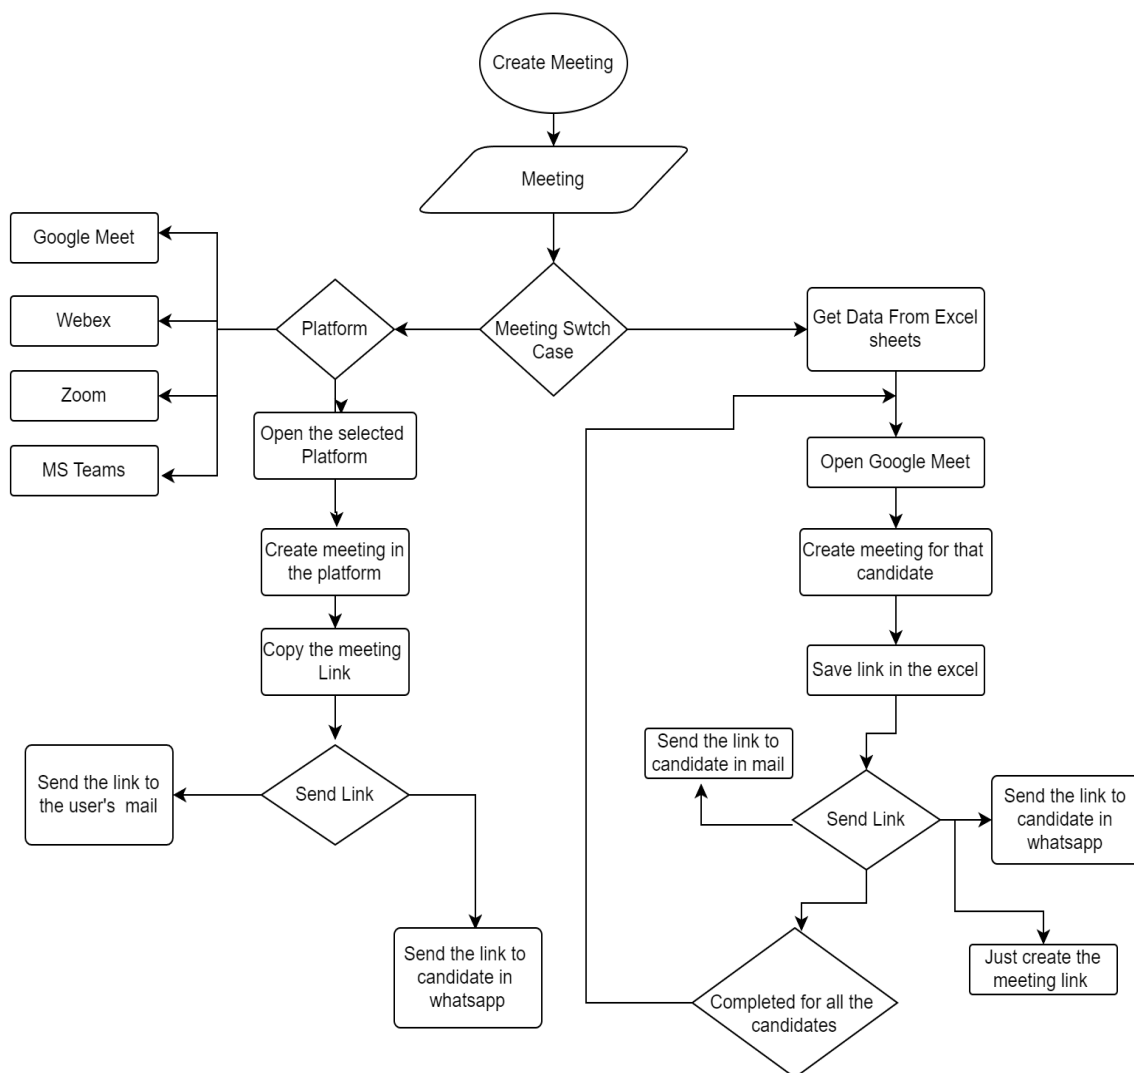 Create Meeting
Meeting
Google Meet
Webex
Zoom
MS Teams
Platform
Meeting Swtch
Case
Get Data From Excel
sheets
Open the selected
Platform
Create meeting in
the platform
Copy the meeting
Link
Send Link
Send the link to
the user's mail
Send the link to
candidate in
whatsapp
Open Google Meet
Create meeting for that
candidate
Save link in the excel
Send the link to
candidate in mail
Send Link
Send the link to
candidate in
whatsapp
Just create the
meeting link
Completed for all the
candidates